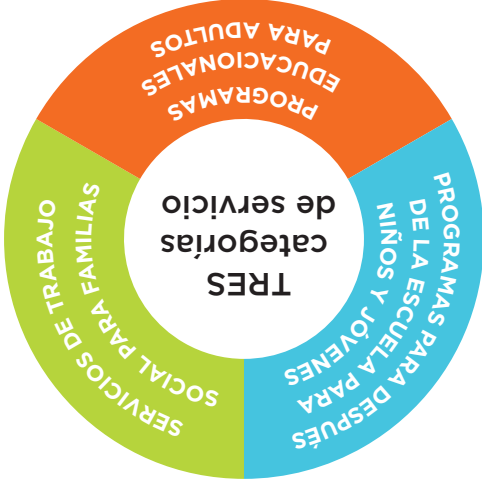 TRES
categorías
de servicio
PROGRAMAS PARA DESPUÉS
DE LA ESCUELA PARA
NIÑOS Y JÓVENES
SERVICIOS DE TRABAJO
SOCIAL PARA FAMILIAS
PROGRAMAS
EDUCACIONALES
PARA ADULTOS